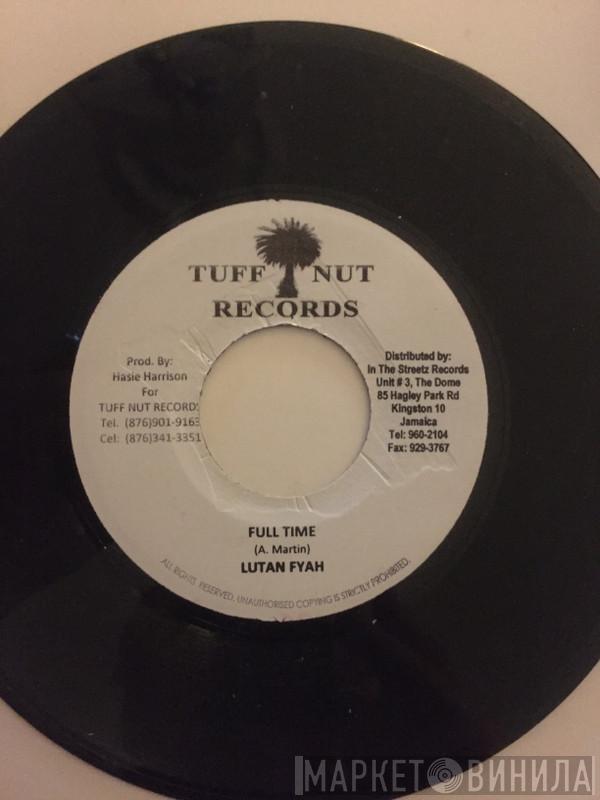 TUFF NUT
RECORDS
Prod. By:
Hasie Harrison
For
TUFF NUT RECORDS
Tel. (876)901-9163
Cel: (876)341-3351
Distributed by:
In The Streetz Records
Unit # 3, The Dome
85 Hagley Park Rd
Kingston 10
Jamaica
Tel: 960-2104
Fax: 929-3767
FULL TIME
(A. Martin)
LUTAN FYAH
ALL RIGHTS RESERVED. UNAUTHORISED COPYING IS STRICTLY PROHIBITED.
МАРКЕТ ВИНИЛА